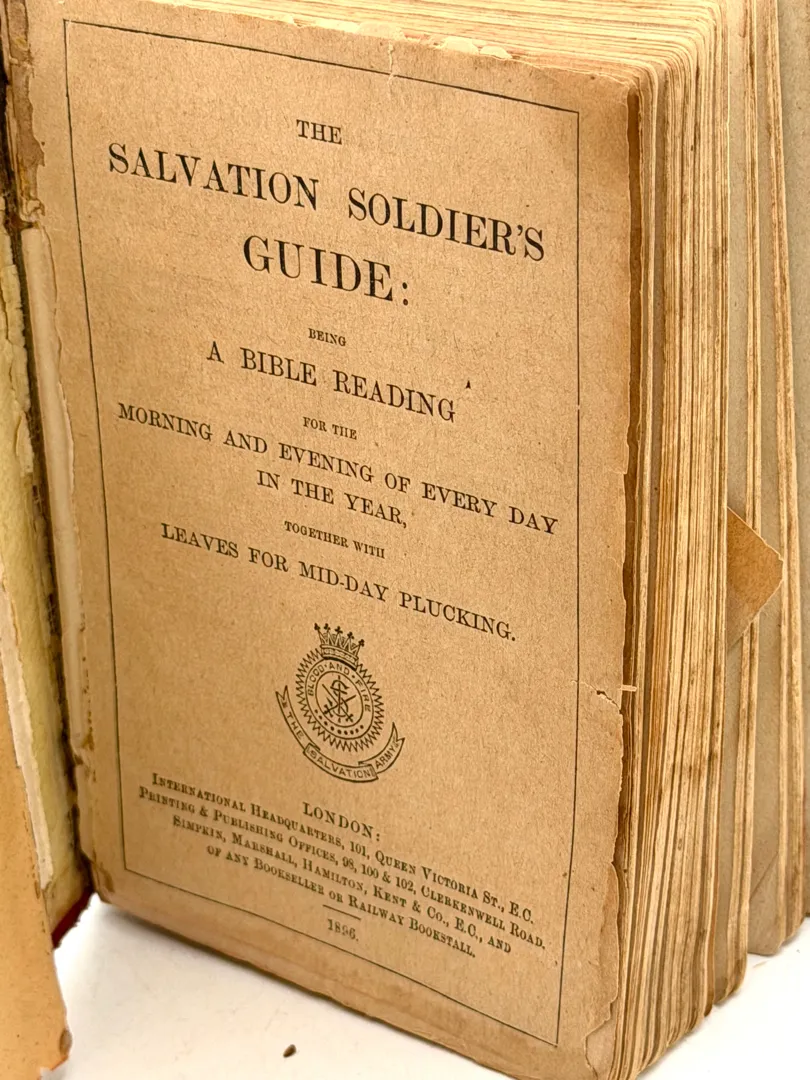 THE
SALVATION SOLDIER'S
GUIDE:
BEING
A BIBLE READING
FOR THE
MORNING AND EVENING OF EVERY DAY
IN THE YEAR,
TOGETHER WITH
LEAVES FOR MID-DAY PLUCKING.
BLOOD · AND · FIRE
S
THE SALVATION ARMY
LONDON:
INTERNATIONAL HEADQUARTERS, 101, QUEEN VICTORIA ST., E.C.
PRINTING & PUBLISHING OFFICES, 98, 100 & 102, CLERKENWELL ROAD.
SIMPKIN, MARSHALL, HAMILTON, KENT & CO., E.C., AND
OF ANY BOOKSELLER OR RAILWAY BOOKSTALL.
1896.